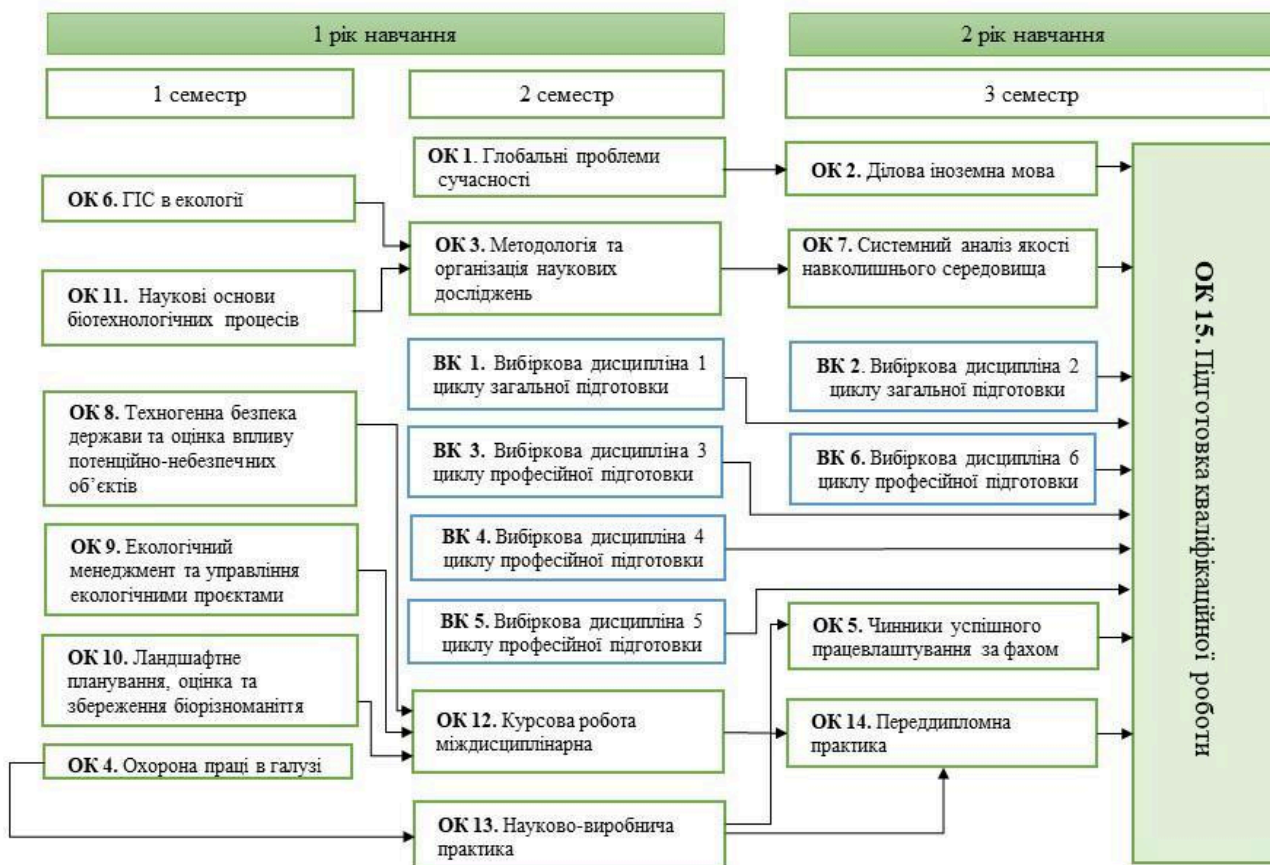 1 рік навчання
2 рік навчання
1 семестр
2 семестр
3 семестр
ОК 6. ГІС в екології
ОК 11. Наукові основи
біотехнологічних процесів
ОК 8. Техногенна безпека
держави та оцінка впливу
потенційно-небезпечних
об’єктів
ОК 9. Екологічний
менеджмент та управління
екологічними проєктами
ОК 10. Ландшафтне
планування, оцінка та
збереження біорізноманіття
ОК 4. Охорона праці в галузі
ОК 1. Глобальні проблеми
сучасності
ОК 3. Методологія та
організація наукових
досліджень
ВК 1. Вибіркова дисципліна 1
циклу загальної підготовки
ВК 3. Вибіркова дисципліна 3
циклу професійної підготовки
ВК 4. Вибіркова дисципліна 4
циклу професійної підготовки
ВК 5. Вибіркова дисципліна 5
циклу професійної підготовки
ОК 12. Курсова робота
міждисциплінарна
ОК 13. Науково-виробнича
практика
ОК 2. Ділова іноземна мова
ОК 7. Системний аналіз якості
навколишнього середовища
ВК 2. Вибіркова дисципліна 2
циклу загальної підготовки
ВК 6. Вибіркова дисципліна 6
циклу професійної підготовки
ОК 5. Чинники успішного
працевлаштування за фахом
ОК 14. Переддипломна
практика
ОК 15. Підготовка кваліфікаційної
роботи